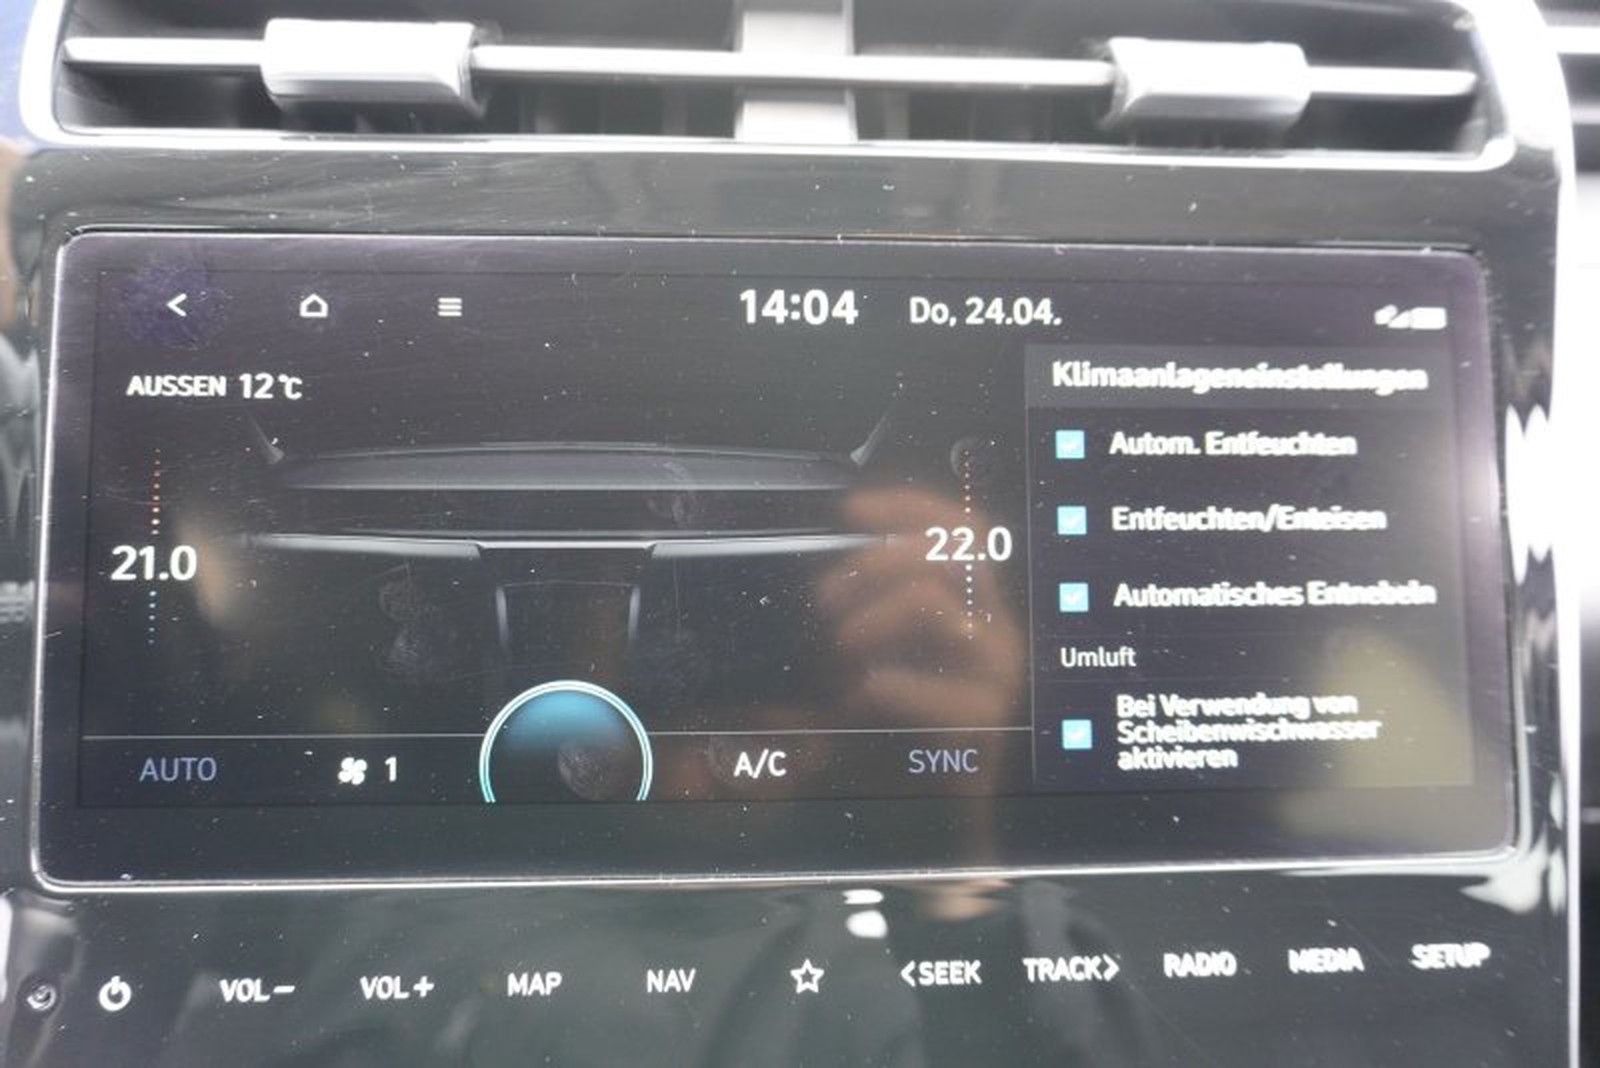 14:04 Do, 24.04.
AUSSEN 12°C
21.0
22.0
AUTO 1 A/C SYNC
Klimaanlageneinstellungen
Autom. Entfeuchten
Entfeuchten/Enteisen
Automatisches Entnebeln
Umluft
Bei Verwendung von
Scheibenwischwasser
aktivieren
VOL- VOL+ MAP NAV <SEEK TRACK> RADIO MEDIA SETUP